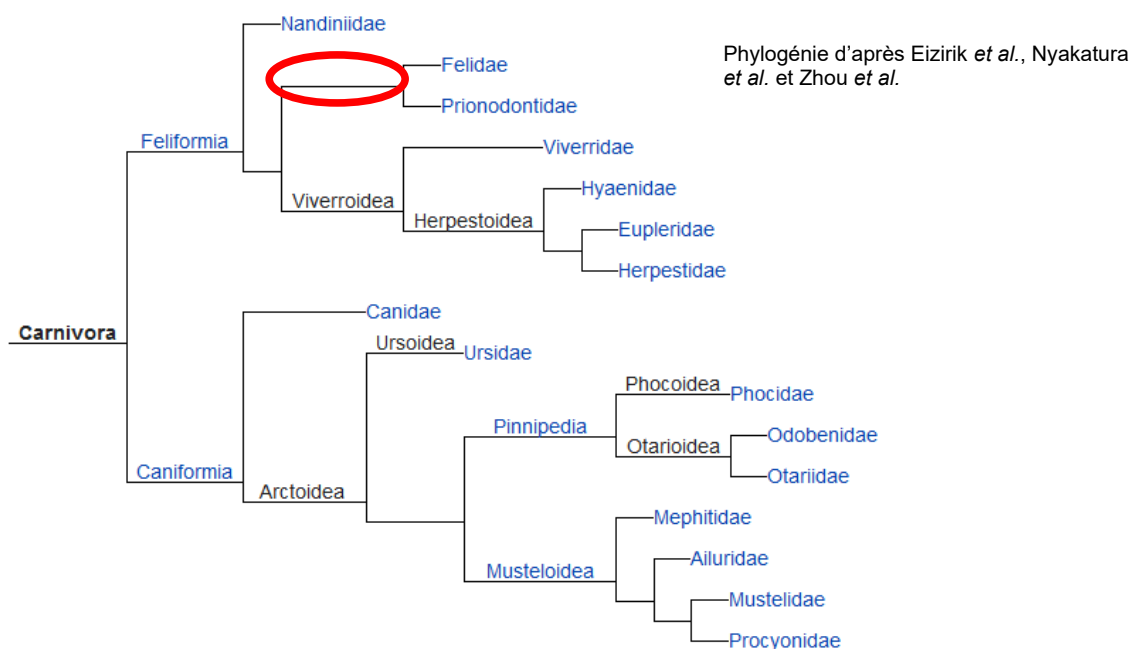 Nandiniidae
Phylogénie d'après Eizirik et al., Nyakatura
et al. et Zhou et al.
Felidae
Prionodontidae
Feliformia
Viverridae
Hyaenidae
Viverroidea
Herpestoidea
Eupleridae
Herpestidae
Canidae
Carnivora
Ursoidea
Ursidae
Phocoidea
Phocidae
Pinnipedia
Odobenidae
Otarioidea
Caniformia
Otariidae
Arctoidea
Mephitidae
Ailuridae
Musteloidea
Mustelidae
Procyonidae